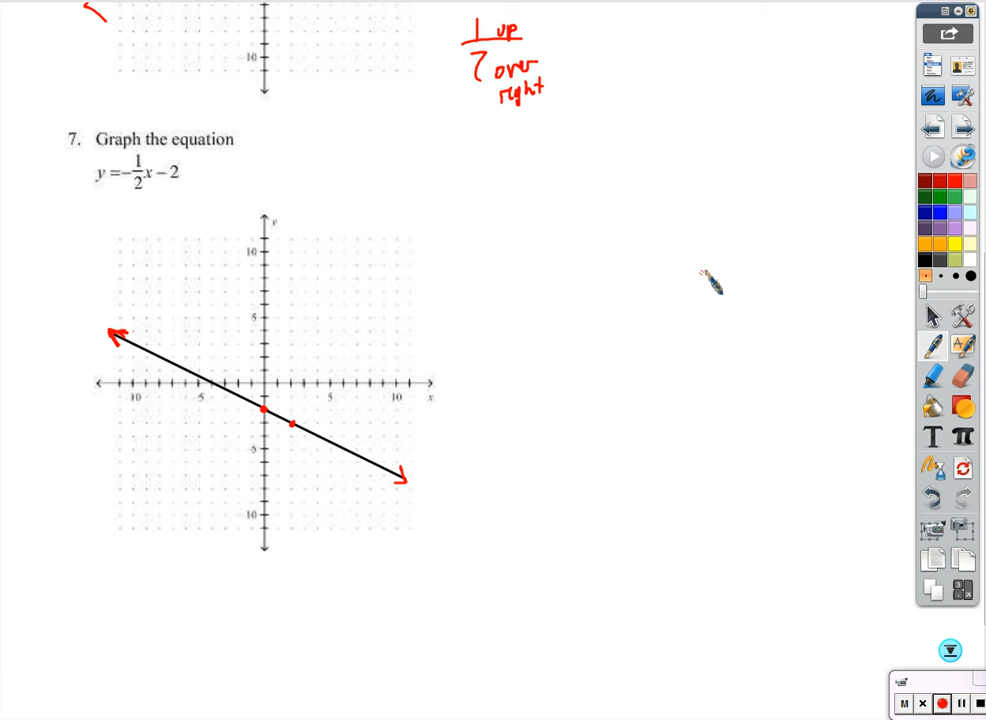 -10
1 up
7 over
right
7. Graph the equation
y = -1/2 x - 2
y
10
5
-10 -5 5 10 x
-5
-10
T π
M ×